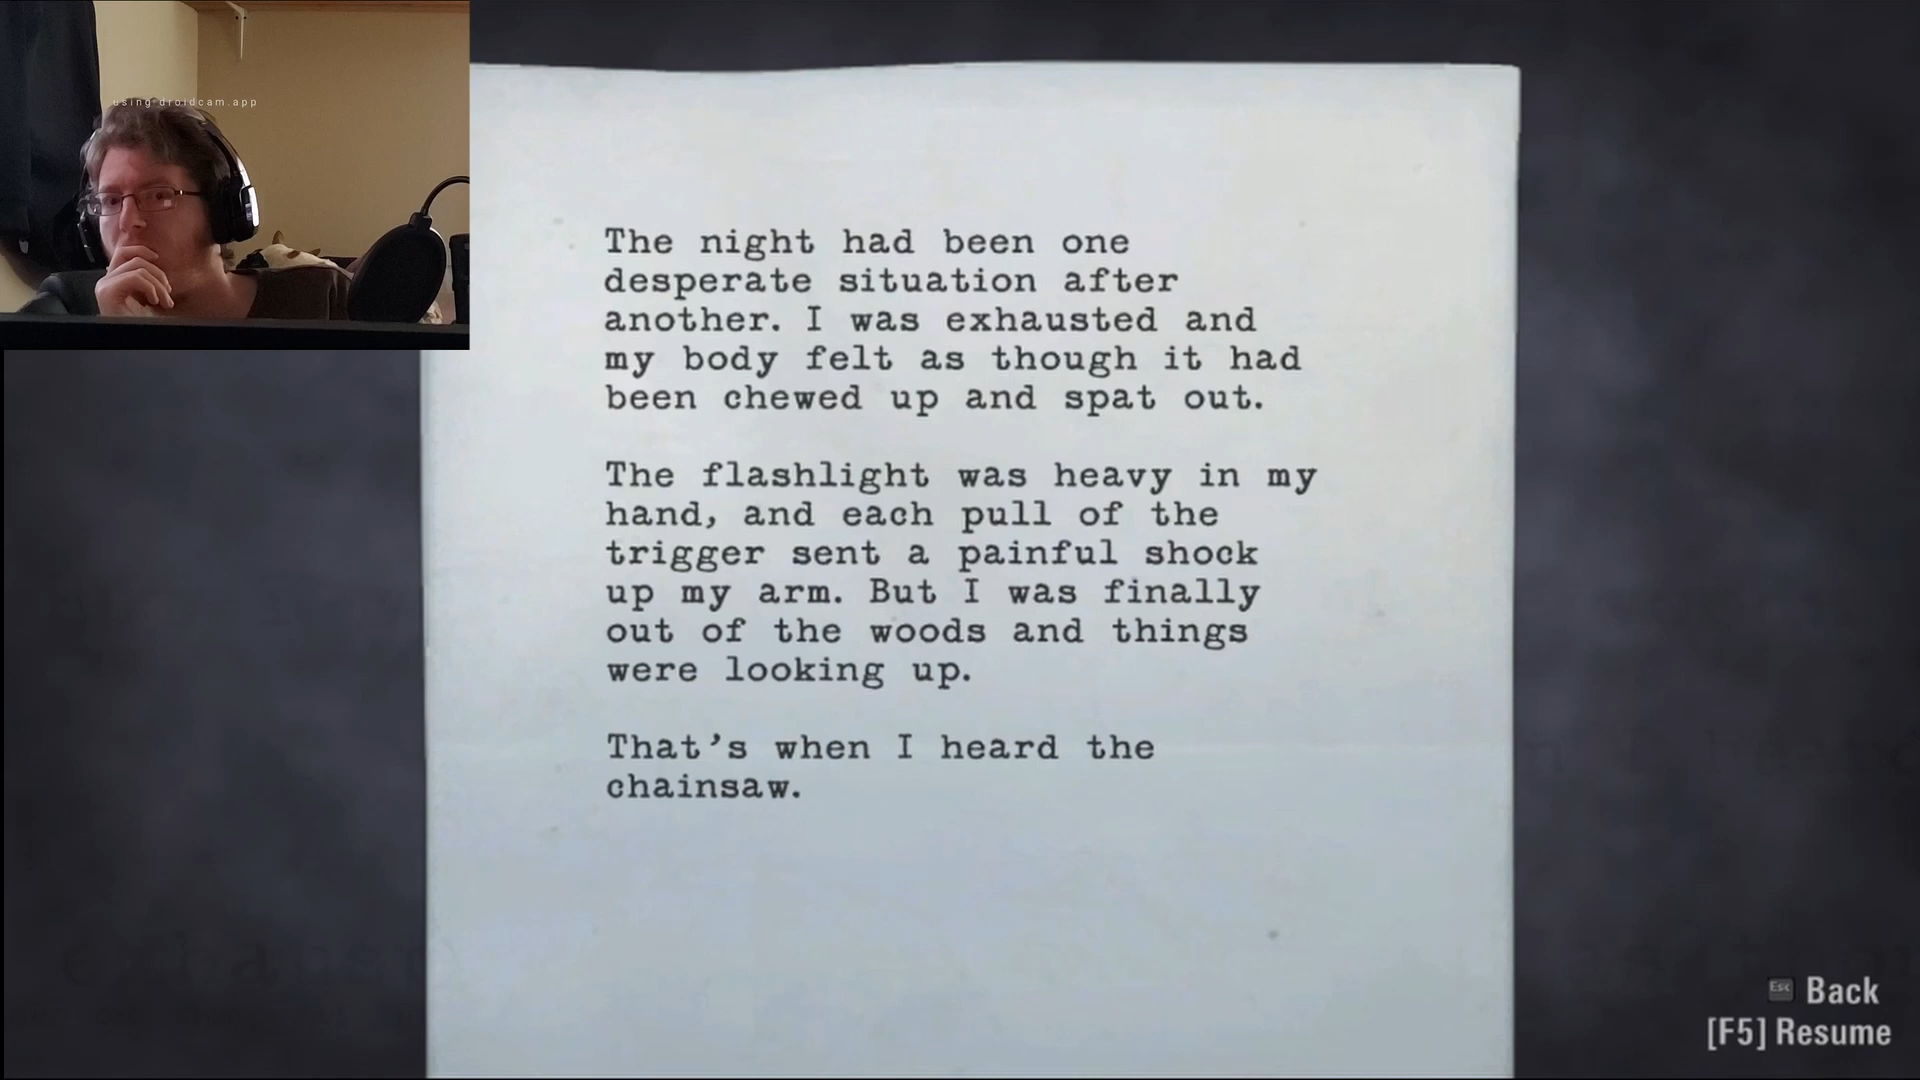 using droidcam.app
The night had been one
desperate situation after
another. I was exhausted and
my body felt as though it had
been chewed up and spat out.
The flashlight was heavy in my
hand, and each pull of the
trigger sent a painful shock
up my arm. But I was finally
out of the woods and things
were looking up.
That's when I heard the
chainsaw.
Esc Back
[F5] Resume